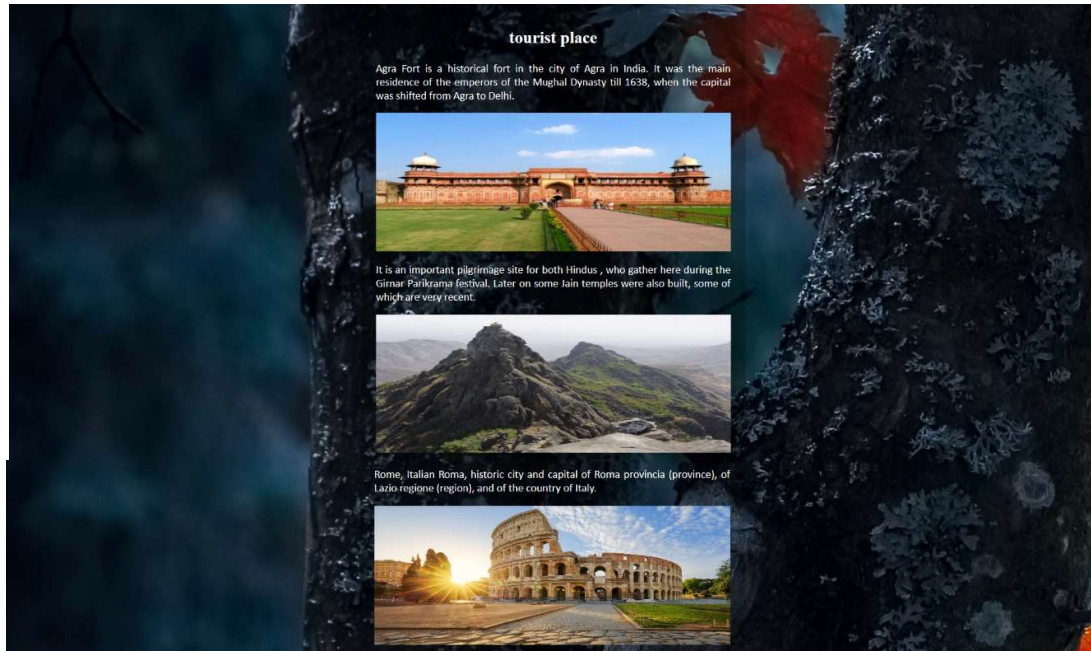 tourist place
Agra Fort is a historical fort in the city of Agra in India. It was the main
residence of the emperors of the Mughal Dynasty till 1638, when the capital
was shifted from Agra to Delhi.
It is an important pilgrimage site for both Hindus , who gather here during the
Girnar Parikrama festival. Later on some Jain temples were also built, some of
which are very recent.
Rome, Italian Roma, historic city and capital of Roma provincia (province), of
Lazio regione (region), and of the country of Italy.